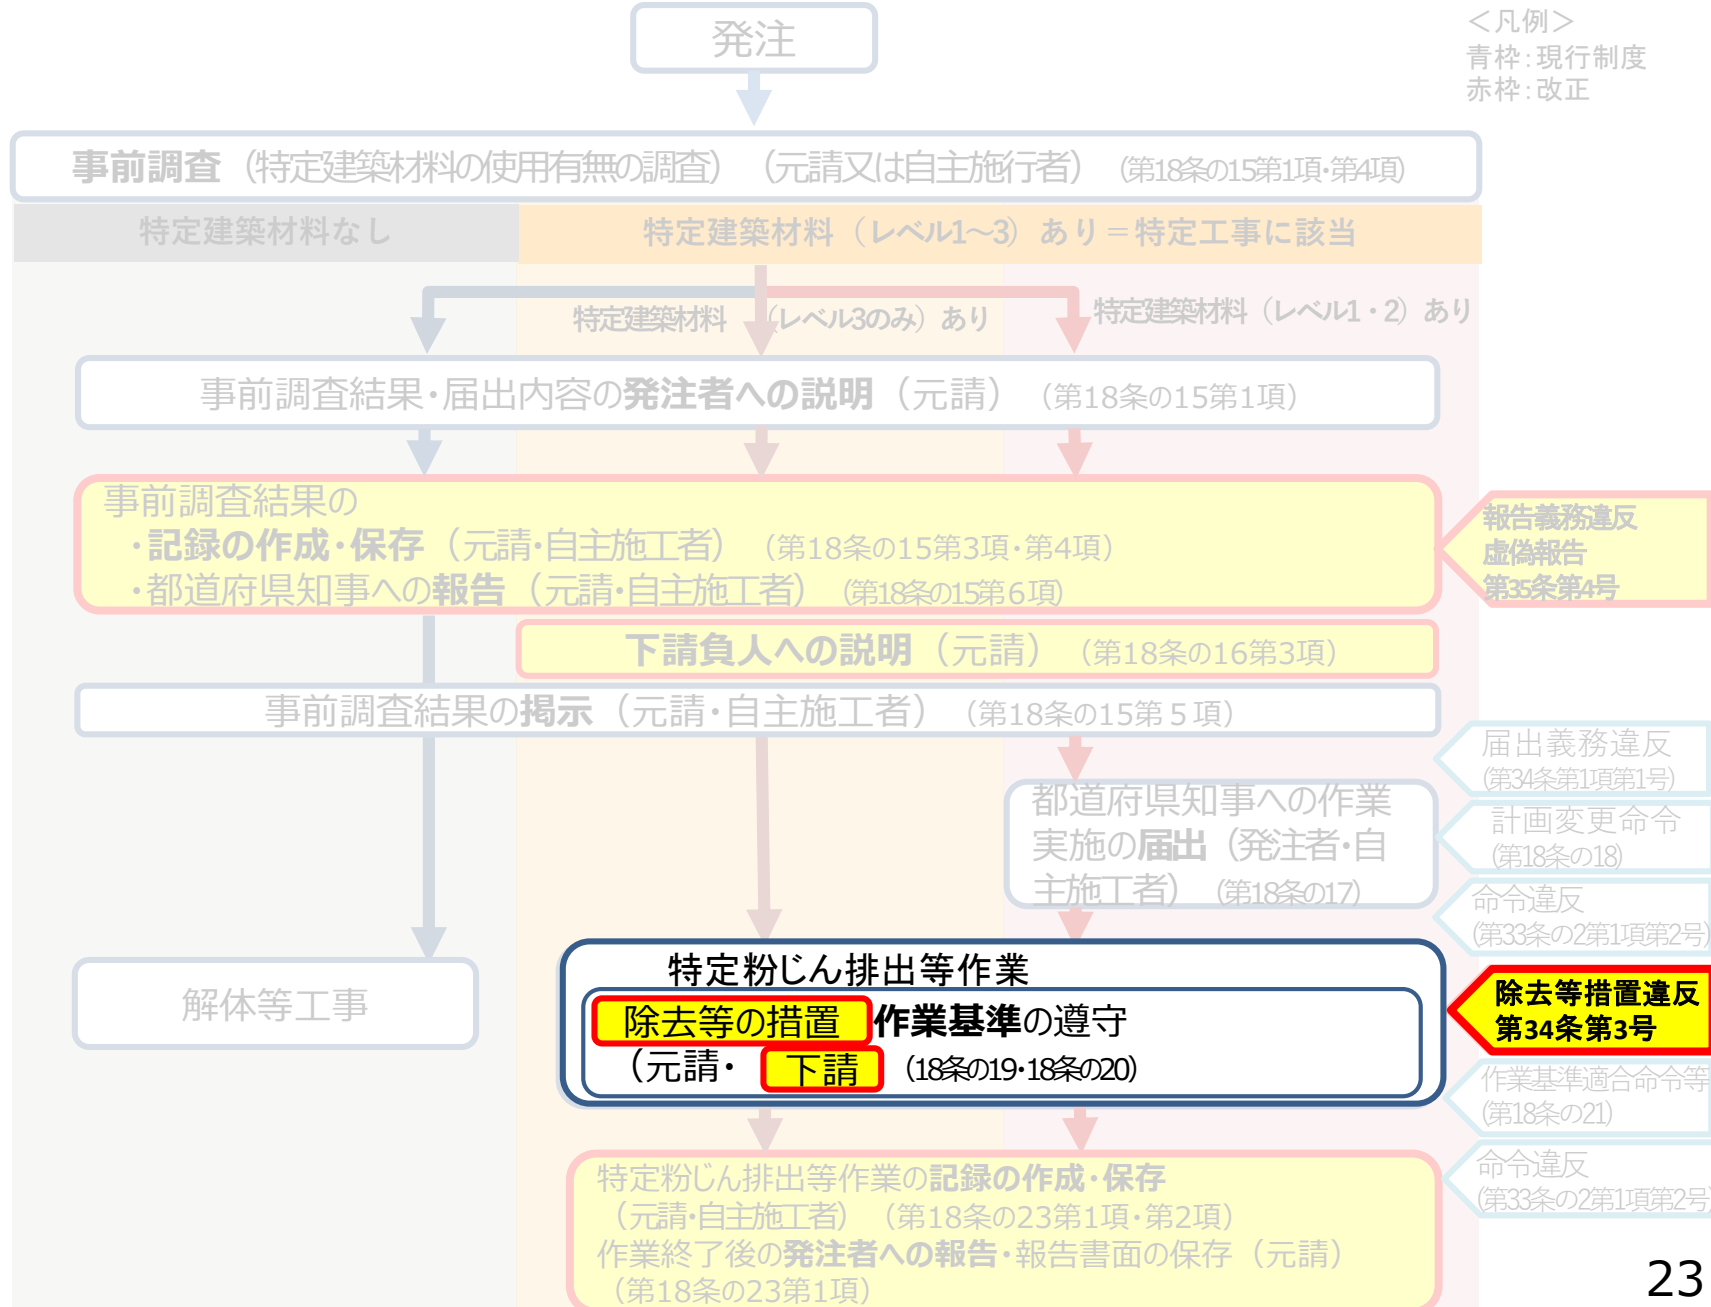 発注
＜凡例＞
青枠：現行制度
赤枠：改正
事前調査（特定建築材料の使用有無の調査）（元請又は自主施行者）（第18条の15第1項・第4項）
特定建築材料なし
特定建築材料（レベル1～3）あり＝特定工事に該当
特定建築材料（レベル3のみ）あり
特定建築材料（レベル1・2）あり
事前調査結果・届出内容の発注者への説明（元請）（第18条の15第1項）
事前調査結果の
・記録の作成・保存（元請・自主施工者）（第18条の15第3項・第4項）
・都道府県知事への報告（元請・自主施工者）（第18条の15第６項）
報告義務違反
虚偽報告
第35条第4号
下請負人への説明（元請）（第18条の16第3項）
事前調査結果の掲示（元請・自主施工者）（第18条の15第５項）
届出義務違反
(第34条第1項第1号)
都道府県知事への作業
実施の届出（発注者・自
主施工者）（第18条の17）
計画変更命令
(第18条の18)
命令違反
(第33条の2第1項第2号)
解体等工事
特定粉じん排出等作業
除去等の措置 作業基準の遵守
（元請・ 下請 （18条の19・18条の20）
除去等措置違反
第34条第3号
作業基準適合命令等
(第18条の21)
命令違反
(第33条の2第1項第2号)
特定粉じん排出等作業の記録の作成・保存
（元請・自主施工者）（第18条の23第1項・第2項）
作業終了後の発注者への報告・報告書面の保存（元請）
（第18条の23第1項）
23